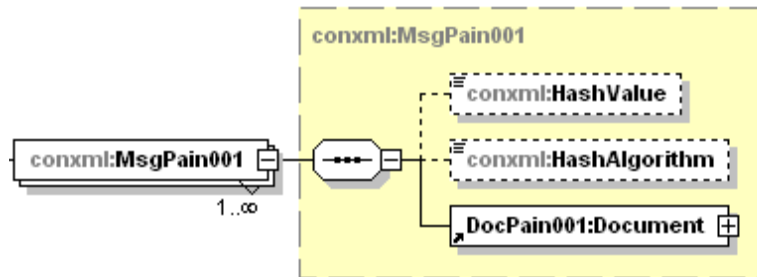 conxml:MsgPain001
conxml:HashValue
conxml:MsgPain001
1..∞
conxml:HashAlgorithm
DocPain001:Document